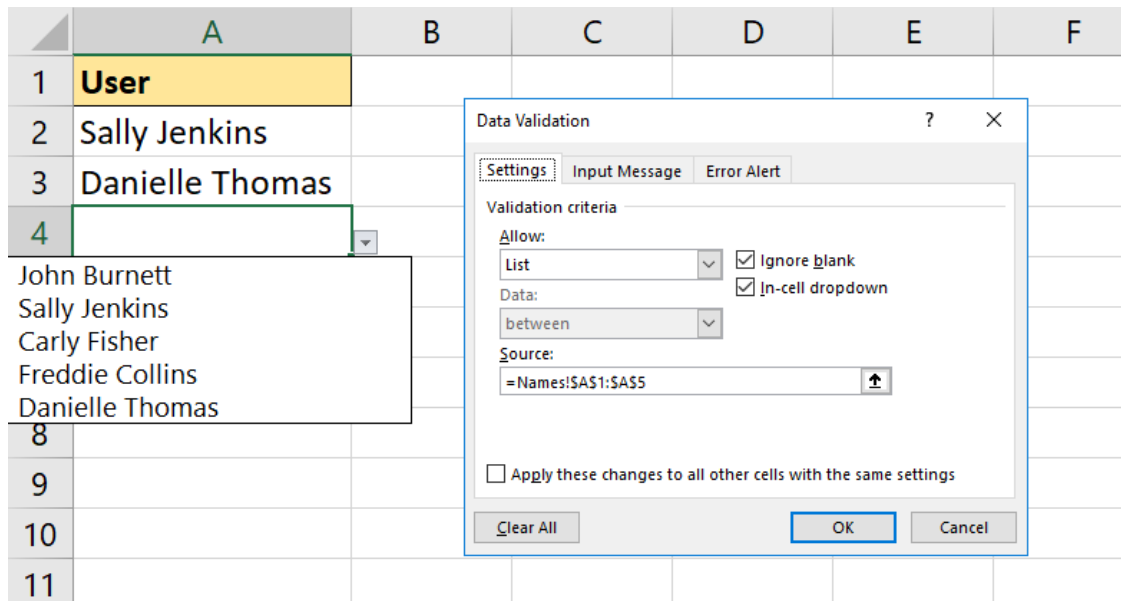 A B C D E F
1 User
2 Sally Jenkins
3 Danielle Thomas
4
John Burnett
Sally Jenkins
Carly Fisher
Freddie Collins
Danielle Thomas
8
9
10
11
Data Validation ? ✕
Settings Input Message Error Alert
Validation criteria
Allow:
List
Ignore blank
Data:
In-cell dropdown
between
Source:
=Names!$A$1:$A$5
Apply these changes to all other cells with the same settings
Clear All OK Cancel